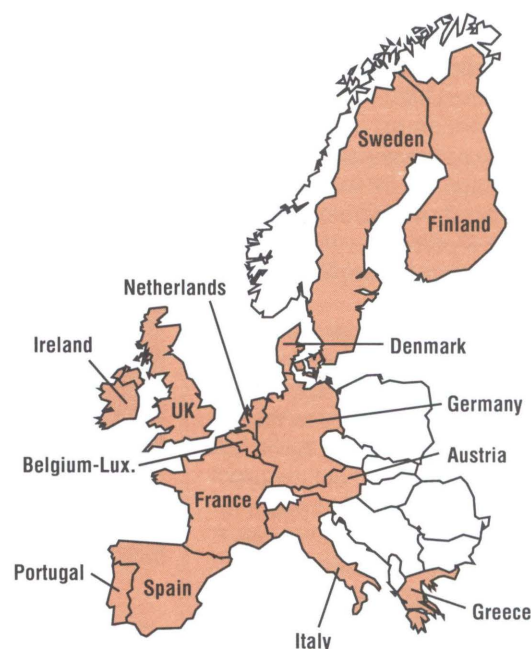 Sweden
Finland
Netherlands
Ireland
Denmark
UK
Germany
Belgium-Lux.
Austria
France
Portugal
Spain
Greece
Italy